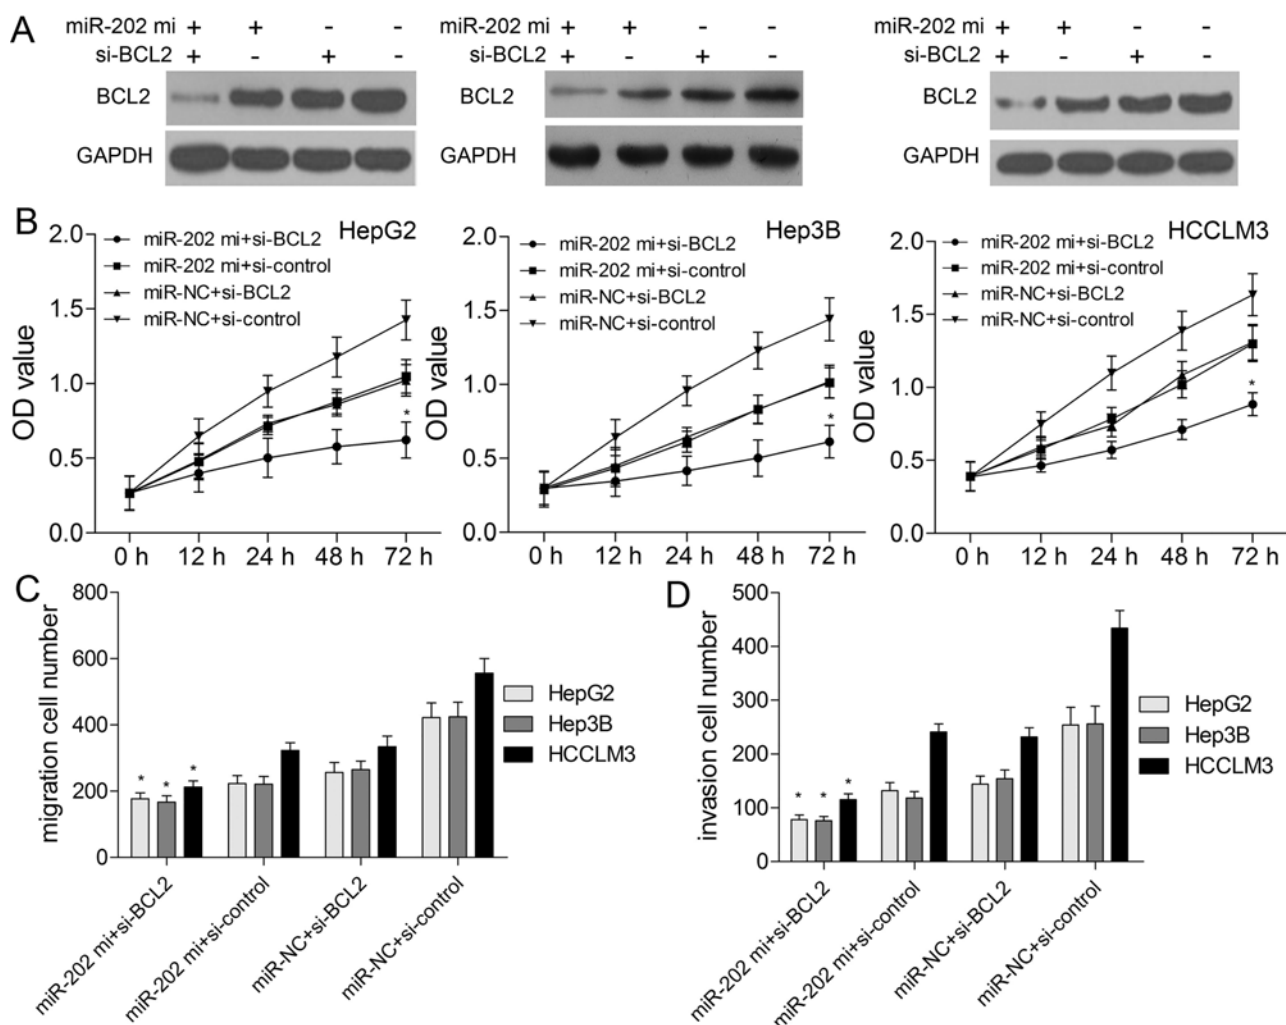 A
miR-202 mi + + - -
si-BCL2 + - + -
BCL2
GAPDH
miR-202 mi + + - -
si-BCL2 + - + -
BCL2
GAPDH
miR-202 mi + + - -
si-BCL2 + - + -
BCL2
GAPDH
B
HepG2
miR-202 mi+si-BCL2
miR-202 mi+si-control
miR-NC+si-BCL2
miR-NC+si-control
OD value
2.0
1.5
1.0
0.5
0.0
*
0 h 12 h 24 h 48 h 72 h
Hep3B
miR-202 mi+si-BCL2
miR-202 mi+si-control
miR-NC+si-BCL2
miR-NC+si-control
OD value
2.0
1.5
1.0
0.5
0.0
*
0 h 12 h 24 h 48 h 72 h
HCCLM3
miR-202 mi+si-BCL2
miR-202 mi+si-control
miR-NC+si-BCL2
miR-NC+si-control
OD value
2.0
1.5
1.0
0.5
0.0
*
0 h 12 h 24 h 48 h 72 h
C
migration cell number
800
600
400
200
0
* * *
HepG2
Hep3B
HCCLM3
miR-202 mi+si-BCL2
miR-202 mi+si-control
miR-NC+si-BCL2
miR-NC+si-control
D
invasion cell number
500
400
300
200
100
0
* * *
HepG2
Hep3B
HCCLM3
miR-202 mi+si-BCL2
miR-202 mi+si-control
miR-NC+si-BCL2
miR-NC+si-control